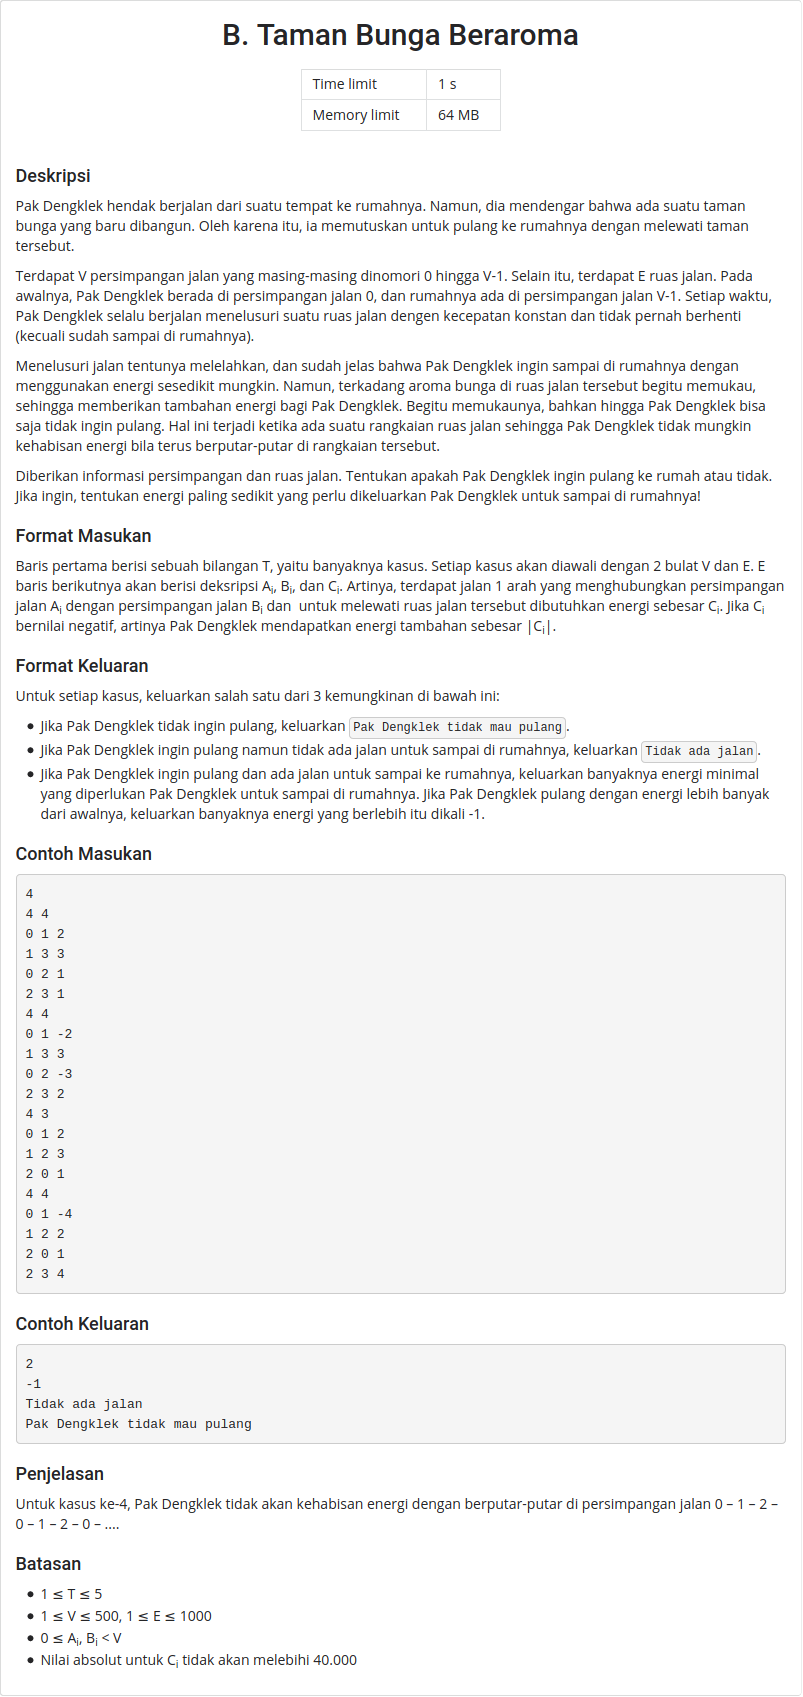 B. Taman Bunga Beraroma
Time limit 1 s
Memory limit 64 MB
Deskripsi
Pak Dengklek hendak berjalan dari suatu tempat ke rumahnya. Namun, dia mendengar bahwa ada suatu taman
bunga yang baru dibangun. Oleh karena itu, ia memutuskan untuk pulang ke rumahnya dengan melewati taman
tersebut.
Terdapat V persimpangan jalan yang masing-masing dinomori 0 hingga V-1. Selain itu, terdapat E ruas jalan. Pada
awalnya, Pak Dengklek berada di persimpangan jalan 0, dan rumahnya ada di persimpangan jalan V-1. Setiap waktu,
Pak Dengklek selalu berjalan menelusuri suatu ruas jalan dengen kecepatan konstan dan tidak pernah berhenti
(kecuali sudah sampai di rumahnya).
Menelusuri jalan tentunya melelahkan, dan sudah jelas bahwa Pak Dengklek ingin sampai di rumahnya dengan
menggunakan energi sesedikit mungkin. Namun, terkadang aroma bunga di ruas jalan tersebut begitu memukau,
sehingga memberikan tambahan energi bagi Pak Dengklek. Begitu memukaunya, bahkan hingga Pak Dengklek bisa
saja tidak ingin pulang. Hal ini terjadi ketika ada suatu rangkaian ruas jalan sehingga Pak Dengklek tidak mungkin
kehabisan energi bila terus berputar-putar di rangkaian tersebut.
Diberikan informasi persimpangan dan ruas jalan. Tentukan apakah Pak Dengklek ingin pulang ke rumah atau tidak.
Jika ingin, tentukan energi paling sedikit yang perlu dikeluarkan Pak Dengklek untuk sampai di rumahnya!
Format Masukan
Baris pertama berisi sebuah bilangan T, yaitu banyaknya kasus. Setiap kasus akan diawali dengan 2 bulat V dan E. E
baris berikutnya akan berisi deksripsi Ai, Bi, dan Ci. Artinya, terdapat jalan 1 arah yang menghubungkan persimpangan
jalan Ai dengan persimpangan jalan Bi dan untuk melewati ruas jalan tersebut dibutuhkan energi sebesar Ci. Jika Ci
bernilai negatif, artinya Pak Dengklek mendapatkan energi tambahan sebesar |Ci|.
Format Keluaran
Untuk setiap kasus, keluarkan salah satu dari 3 kemungkinan di bawah ini:
• Jika Pak Dengklek tidak ingin pulang, keluarkan Pak Dengklek tidak mau pulang.
• Jika Pak Dengklek ingin pulang namun tidak ada jalan untuk sampai di rumahnya, keluarkan Tidak ada jalan.
• Jika Pak Dengklek ingin pulang dan ada jalan untuk sampai ke rumahnya, keluarkan banyaknya energi minimal
yang diperlukan Pak Dengklek untuk sampai di rumahnya. Jika Pak Dengklek pulang dengan energi lebih banyak
dari awalnya, keluarkan banyaknya energi yang berlebih itu dikali -1.
Contoh Masukan
4
4 4
0 1 2
1 3 3
0 2 1
2 3 1
4 4
0 1 -2
1 3 3
0 2 -3
2 3 2
4 3
0 1 2
1 2 3
2 0 1
4 4
0 1 -4
1 2 2
2 0 1
2 3 4
Contoh Keluaran
2
-1
Tidak ada jalan
Pak Dengklek tidak mau pulang
Penjelasan
Untuk kasus ke-4, Pak Dengklek tidak akan kehabisan energi dengan berputar-putar di persimpangan jalan 0 – 1 – 2 –
0 – 1 – 2 – 0 – ....
Batasan
• 1 ≤ T ≤ 5
• 1 ≤ V ≤ 500, 1 ≤ E ≤ 1000
• 0 ≤ Ai, Bi < V
• Nilai absolut untuk Ci tidak akan melebihi 40.000